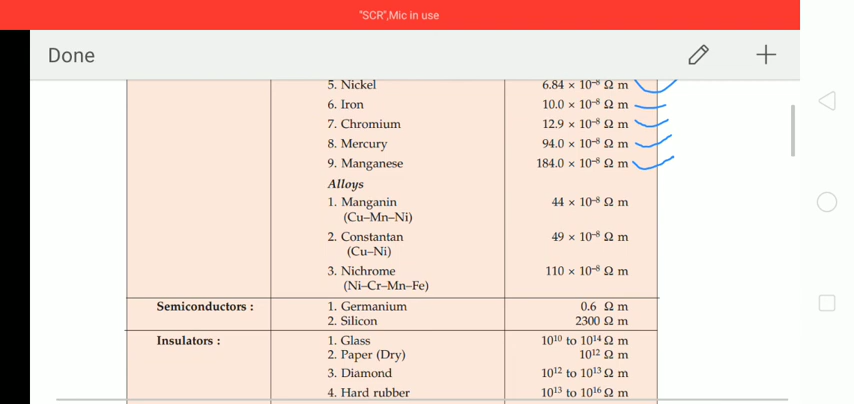 "SCR",Mic in use
Done
5. Nickel 6.84 × 10⁻⁸ Ω m
6. Iron 10.0 × 10⁻⁸ Ω m
7. Chromium 12.9 × 10⁻⁸ Ω m
8. Mercury 94.0 × 10⁻⁸ Ω m
9. Manganese 184.0 × 10⁻⁸ Ω m
Alloys
1. Manganin 44 × 10⁻⁸ Ω m
(Cu–Mn–Ni)
2. Constantan 49 × 10⁻⁸ Ω m
(Cu–Ni)
3. Nichrome 110 × 10⁻⁸ Ω m
(Ni–Cr–Mn–Fe)
Semiconductors : 1. Germanium 0.6 Ω m
2. Silicon 2300 Ω m
Insulators : 1. Glass 10¹⁰ to 10¹⁴ Ω m
2. Paper (Dry) 10¹² Ω m
3. Diamond 10¹² to 10¹³ Ω m
4. Hard rubber 10¹³ to 10¹⁶ Ω m